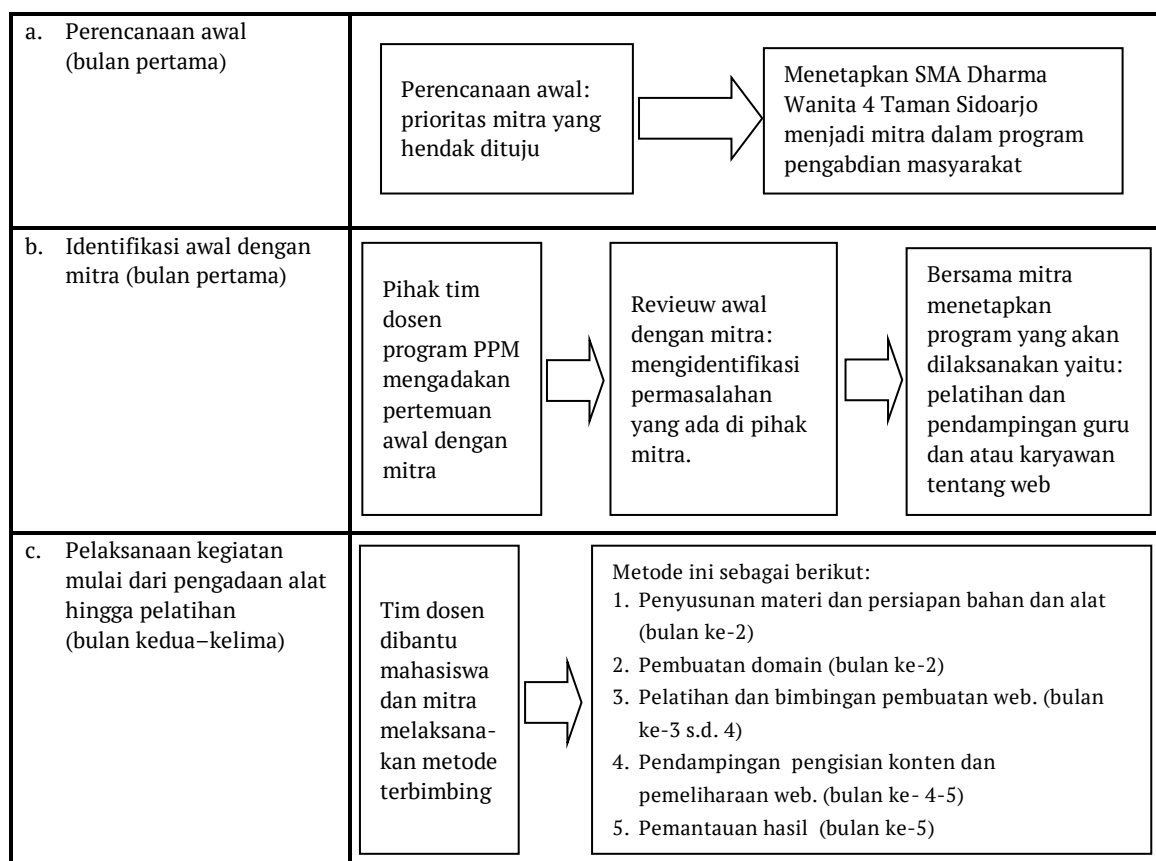 a. Perencanaan awal
(bulan pertama)
Perencanaan awal:
prioritas mitra yang
hendak dituju
Menetapkan SMA Dharma
Wanita 4 Taman Sidoarjo
menjadi mitra dalam program
pengabdian masyarakat
b. Identifikasi awal dengan
mitra (bulan pertama)
Pihak tim
dosen
program PPM
mengadakan
pertemuan
awal dengan
mitra
Revieuw awal
dengan mitra:
mengidentifikasi
permasalahan
yang ada di pihak
mitra.
Bersama mitra
menetapkan
program yang akan
dilaksanakan yaitu:
pelatihan dan
pendampingan guru
dan atau karyawan
tentang web
c. Pelaksanaan kegiatan
mulai dari pengadaan alat
hingga pelatihan
(bulan kedua–kelima)
Tim dosen
dibantu
mahasiswa
dan mitra
melaksana-
kan metode
terbimbing
Metode ini sebagai berikut:
1. Penyusunan materi dan persiapan bahan dan alat
(bulan ke-2)
2. Pembuatan domain (bulan ke-2)
3. Pelatihan dan bimbingan pembuatan web. (bulan
ke-3 s.d. 4)
4. Pendampingan pengisian konten dan
pemeliharaan web. (bulan ke- 4-5)
5. Pemantauan hasil (bulan ke-5)